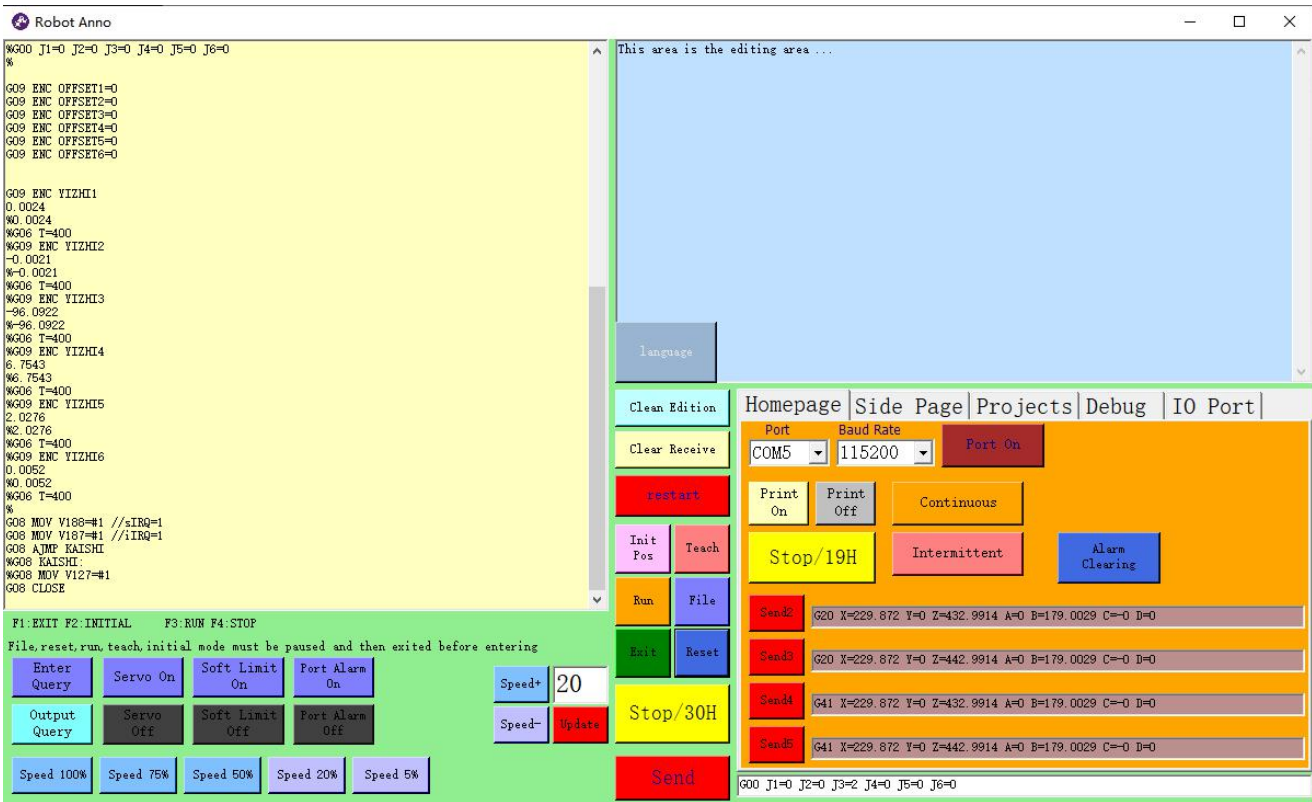 Robot Anno
%G00 J1=0 J2=0 J3=0 J4=0 J5=0 J6=0
%
G09 ENC OFFSET1=0
G09 ENC OFFSET2=0
G09 ENC OFFSET3=0
G09 ENC OFFSET4=0
G09 ENC OFFSET5=0
G09 ENC OFFSET6=0
G09 ENC YIZHI1
0.0024
%0.0024
%G06 T=400
%G09 ENC YIZHI2
-0.0021
%-0.0021
%G06 T=400
%G09 ENC YIZHI3
-96.0922
%-96.0922
%G06 T=400
%G09 ENC YIZHI4
6.7543
%6.7543
%G06 T=400
%G09 ENC YIZHI5
2.0276
%2.0276
%G06 T=400
%G09 ENC YIZHI6
0.0052
%0.0052
%G06 T=400
%
G08 MOV V188=#1 //sIRQ=1
G08 MOV V187=#1 //iIRQ=1
G08 AJMP KAISHI
%G08 KAISHI:
%G08 MOV V127=#1
G08 CLOSE
F1:EXIT F2:INITIAL F3:RUN F4:STOP
File,reset,run,teach,initial mode must be paused and then exited before entering
Enter Query
Servo On
Soft Limit On
Port Alarm On
Speed+
20
Output Query
Servo Off
Soft Limit Off
Port Alarm Off
Speed-
Update
Speed 100%
Speed 75%
Speed 50%
Speed 20%
Speed 5%
This area is the editing area ...
language
Clean Edition
Clear Receive
restart
Init Pos
Teach
Run
File
Exit
Reset
Stop/30H
Send
Homepage
Side Page
Projects
Debug
IO Port
Port
Baud Rate
COM5
115200
Port On
Print On
Print Off
Continuous
Stop/19H
Intermittent
Alarm Clearing
Send2
G20 X=229.872 Y=0 Z=432.9914 A=0 B=179.0029 C=-0 D=0
Send3
G20 X=229.872 Y=0 Z=442.9914 A=0 B=179.0029 C=-0 D=0
Send4
G41 X=229.872 Y=0 Z=432.9914 A=0 B=179.0029 C=-0 D=0
Send5
G41 X=229.872 Y=0 Z=442.9914 A=0 B=179.0029 C=-0 D=0
G00 J1=0 J2=0 J3=2 J4=0 J5=0 J6=0